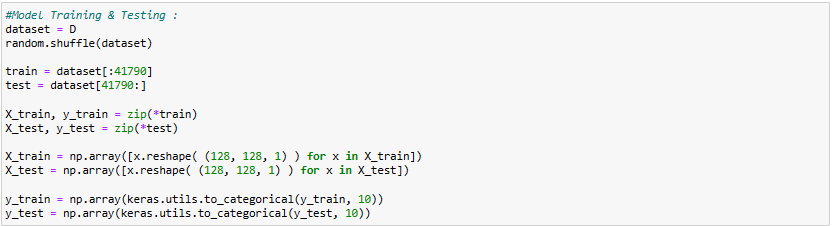 #Model Training & Testing :
dataset = D
random.shuffle(dataset)
train = dataset[:41790]
test = dataset[41790:]
X_train, y_train = zip(*train)
X_test, y_test = zip(*test)
X_train = np.array([x.reshape( (128, 128, 1) ) for x in X_train])
X_test = np.array([x.reshape( (128, 128, 1) ) for x in X_test])
y_train = np.array(keras.utils.to_categorical(y_train, 10))
y_test = np.array(keras.utils.to_categorical(y_test, 10))